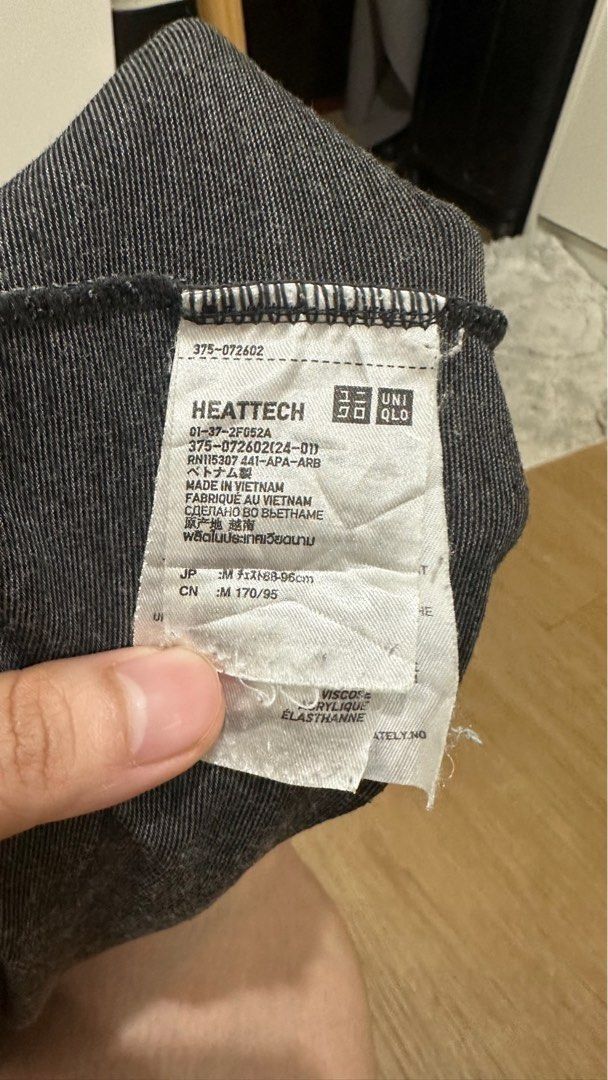 375-072602
HEATTECH
ユニ
クロ
UNI
QLO
01-37-2F052A
375-072602(24-01)
RN115307 441-APA-ARB
ベトナム製
MADE IN VIETNAM
FABRIQUÉ AU VIETNAM
СДЕЛАНО ВО ВЬЕТНАМЕ
原产地 越南
ผลิตในประเทศเวียดนาม
JP :M チェスト88-96cm
CN :M 170/95
VISCOSE
ACRYLIQUE
ÉLASTHANNE